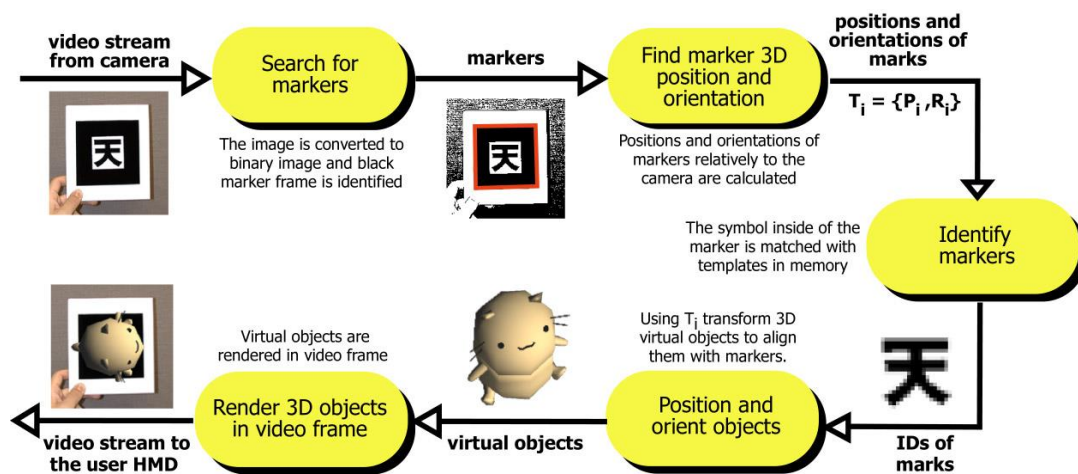 video stream
from camera
Search for
markers
The image is converted to
binary image and black
marker frame is identified
天
markers
天
Find marker 3D
position and
orientation
Positions and orientations of
markers relatively to the
camera are calculated
positions and
orientations of
marks
Tᵢ = {Pᵢ ,Rᵢ}
The symbol inside of the
marker is matched with
templates in memory
Identify
markers
天
IDs of
marks
Using Tᵢ transform 3D
virtual objects to align
them with markers.
Position and
orient objects
virtual objects
Virtual objects are
rendered in video frame
Render 3D objects
in video frame
video stream to
the user HMD